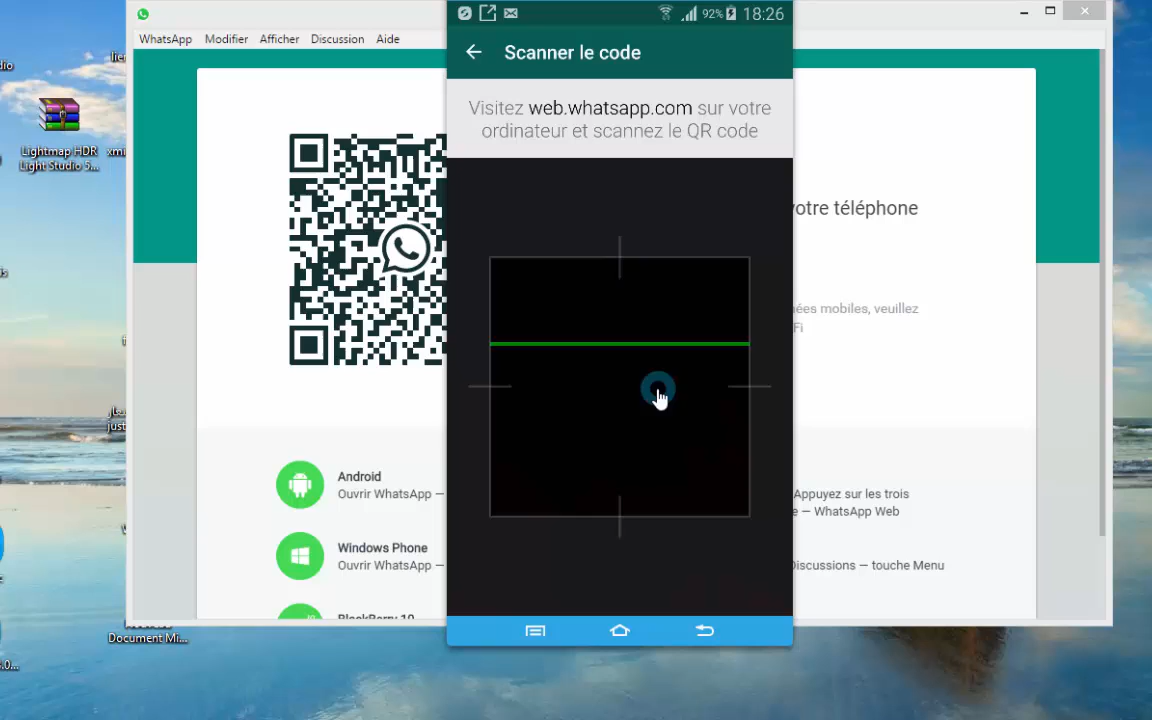 92% 18:26
WhatsApp Modifier Afficher Discussion Aide
Scanner le code
Visitez web.whatsapp.com sur votre
ordinateur et scannez le QR code
votre téléphone
mobiles, veuillez
Android
Ouvrir WhatsApp —
Appuyez sur les trois
— WhatsApp Web
Windows Phone
Ouvrir WhatsApp —
Discussions — touche Menu
BlackBerry 10
Lightmap HDR
Light Studio 5...
Document Mi...